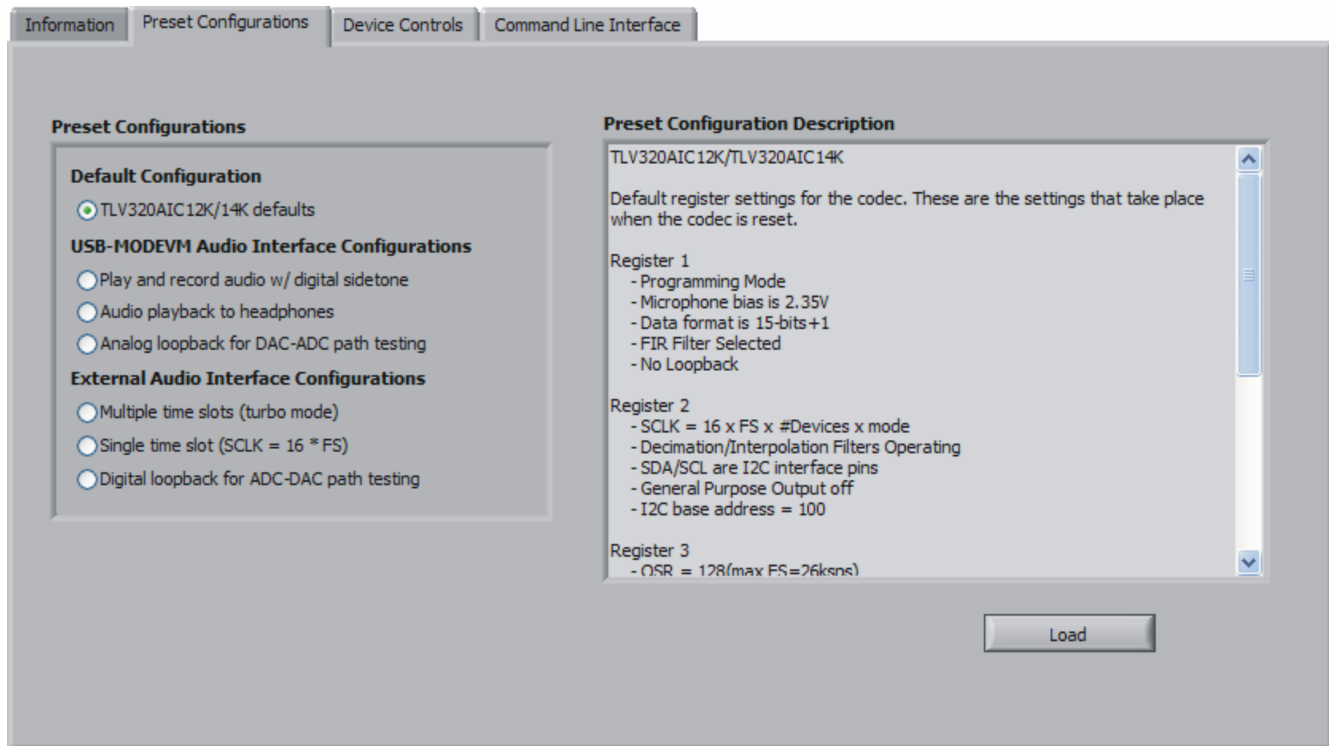 Information
Preset Configurations
Device Controls
Command Line Interface
Preset Configurations
Default Configuration
TLV320AIC12K/14K defaults
USB-MODEVM Audio Interface Configurations
Play and record audio w/ digital sidetone
Audio playback to headphones
Analog loopback for DAC-ADC path testing
External Audio Interface Configurations
Multiple time slots (turbo mode)
Single time slot (SCLK = 16 * FS)
Digital loopback for ADC-DAC path testing
Preset Configuration Description
TLV320AIC12K/TLV320AIC14K
Default register settings for the codec. These are the settings that take place
when the codec is reset.
Register 1
- Programming Mode
- Microphone bias is 2.35V
- Data format is 15-bits+1
- FIR Filter Selected
- No Loopback
Register 2
- SCLK = 16 x FS x #Devices x mode
- Decimation/Interpolation Filters Operating
- SDA/SCL are I2C interface pins
- General Purpose Output off
- I2C base address = 100
Register 3
- OSR = 128(max FS=26ksps)
Load